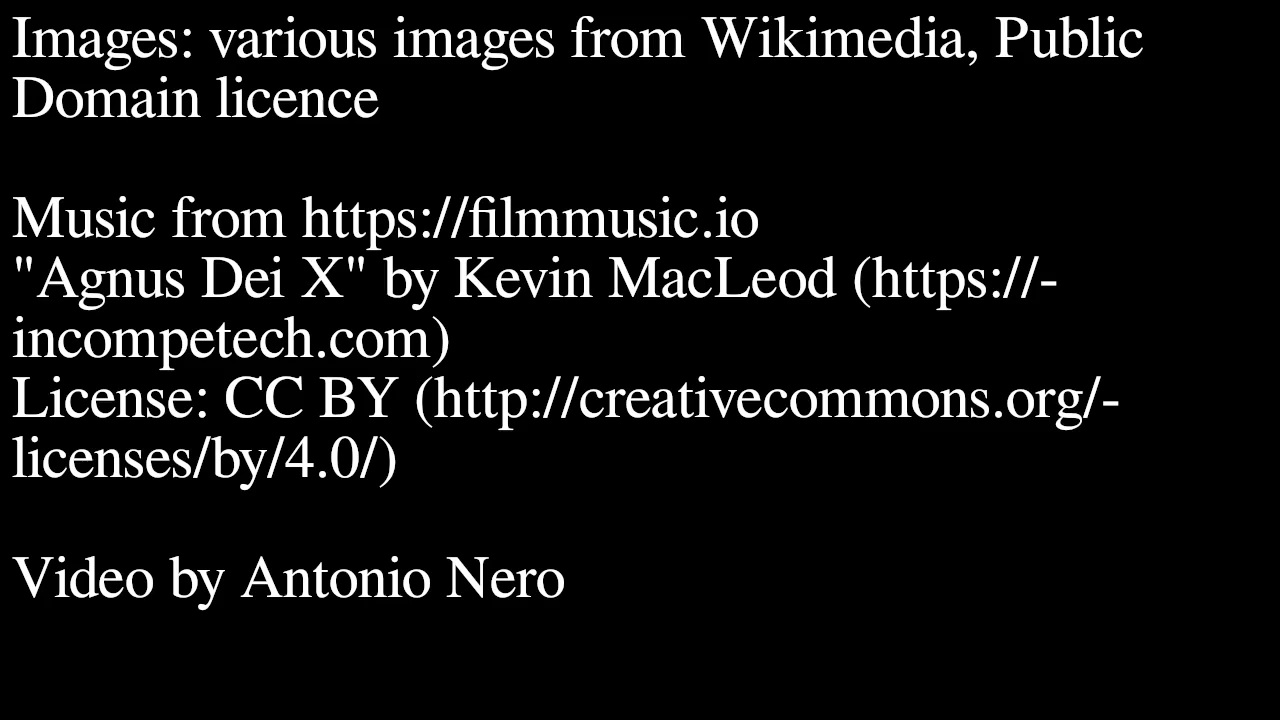 Images: various images from Wikimedia, Public
Domain licence
Music from https://filmmusic.io
"Agnus Dei X" by Kevin MacLeod (https://-
incompetech.com)
License: CC BY (http://creativecommons.org/-
licenses/by/4.0/)
Video by Antonio Nero